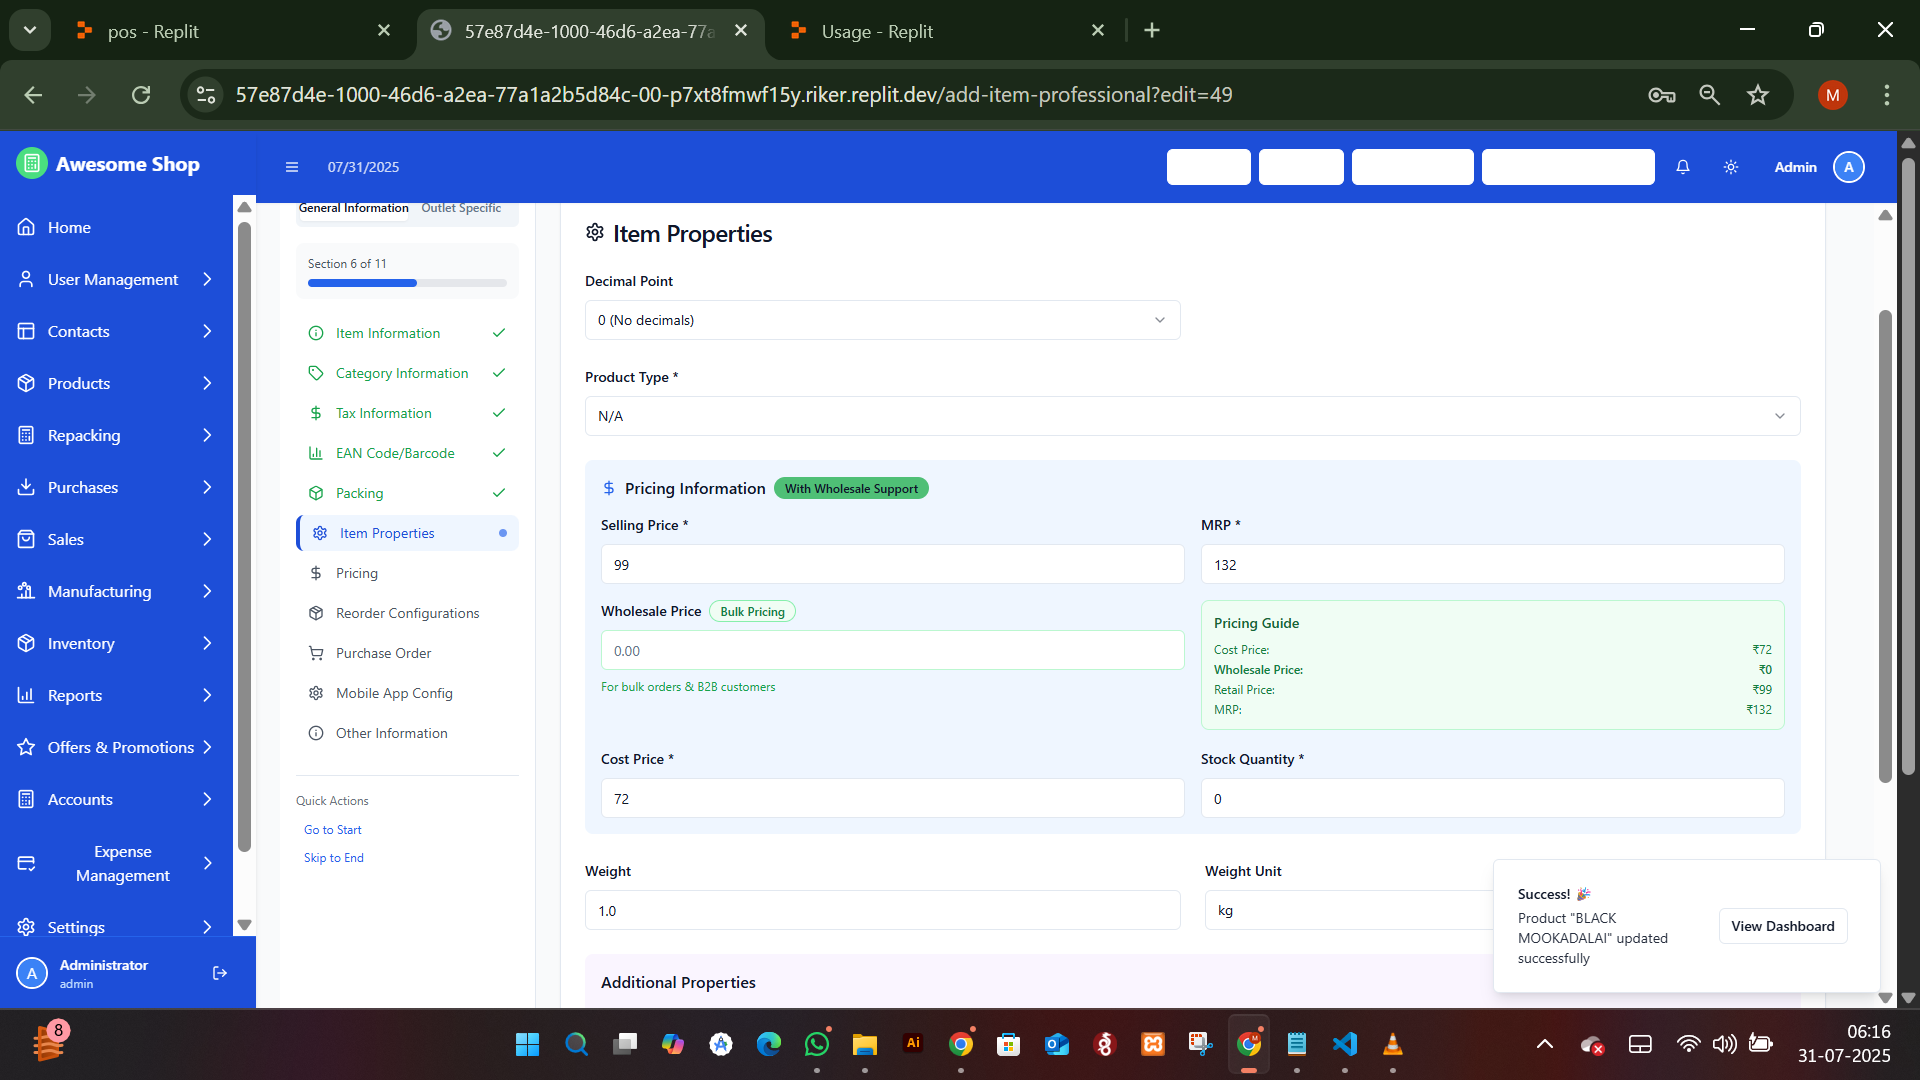 pos - Replit
57e87d4e-1000-46d6-a2ea-77a
Usage - Replit
57e87d4e-1000-46d6-a2ea-77a1a2b5d84c-00-p7xt8fmwf15y.riker.replit.dev/add-item-professional?edit=49
M
Awesome Shop
07/31/2025
Admin
A
Home
User Management
Contacts
Products
Repacking
Purchases
Sales
Manufacturing
Inventory
Reports
Offers & Promotions
Accounts
Expense
Management
Settings
A
Administrator
admin
General Information
Outlet Specific
Section 6 of 11
Item Information
Category Information
Tax Information
EAN Code/Barcode
Packing
Item Properties
Pricing
Reorder Configurations
Purchase Order
Mobile App Config
Other Information
Quick Actions
Go to Start
Skip to End
Item Properties
Decimal Point
0 (No decimals)
Product Type *
N/A
Pricing Information
With Wholesale Support
Selling Price *
99
MRP *
132
Wholesale Price
Bulk Pricing
0.00
For bulk orders & B2B customers
Pricing Guide
Cost Price: ₹72
Wholesale Price: ₹0
Retail Price: ₹99
MRP: ₹132
Cost Price *
72
Stock Quantity *
0
Weight
1.0
Weight Unit
kg
Additional Properties
Success! 🎉
Product "BLACK
MOOKADALAI" updated
successfully
View Dashboard
8
Ai
M
06:16
31-07-2025